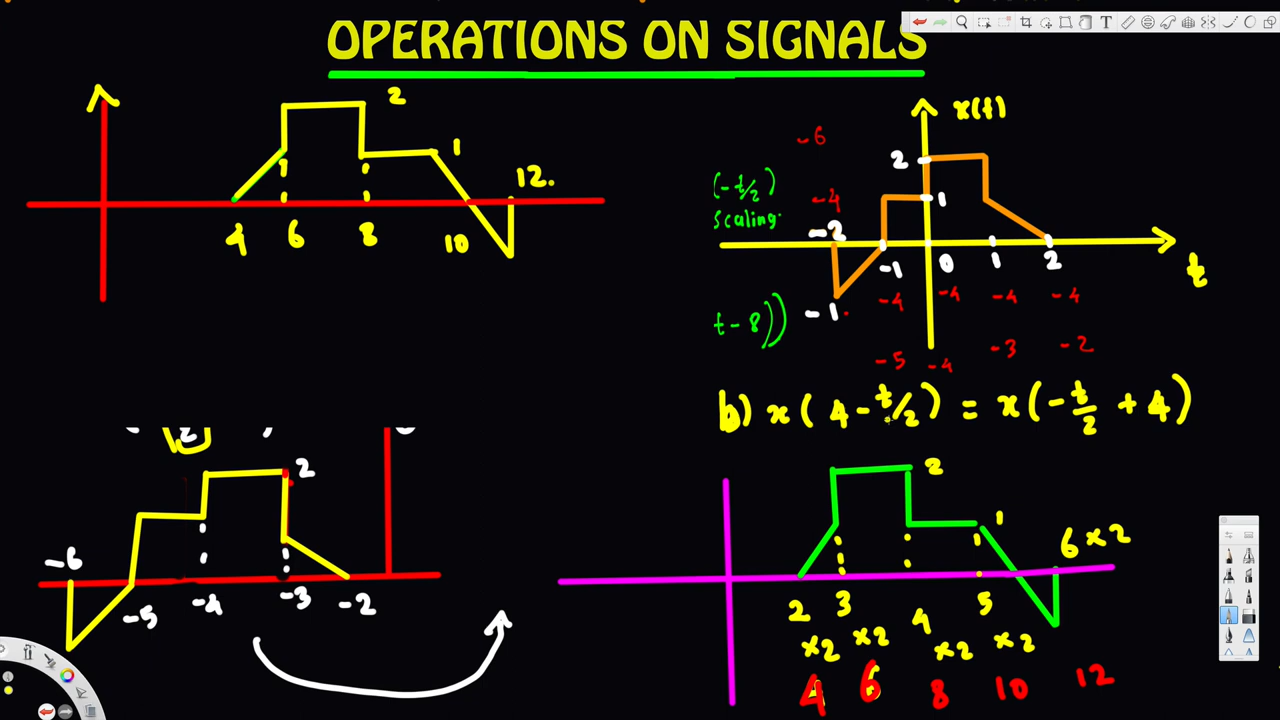 OPERATIONS ON SIGNALS
2
1
12.
4 6 8 10
x(t)
-6
2
(-t/2)
scaling.
-4
1
-2
-1 0 1 2
t
-4 -4 -4 -4
t-8))
-1.
-5 -4 -3 -2
b) x(4-t/2) = x(-t/2 + 4)
2
2
-6
-5 -4 -3 -2
2
1
6×2
2 3 4 5
×2 ×2 ×2 ×2
4 6 8 10 12
T